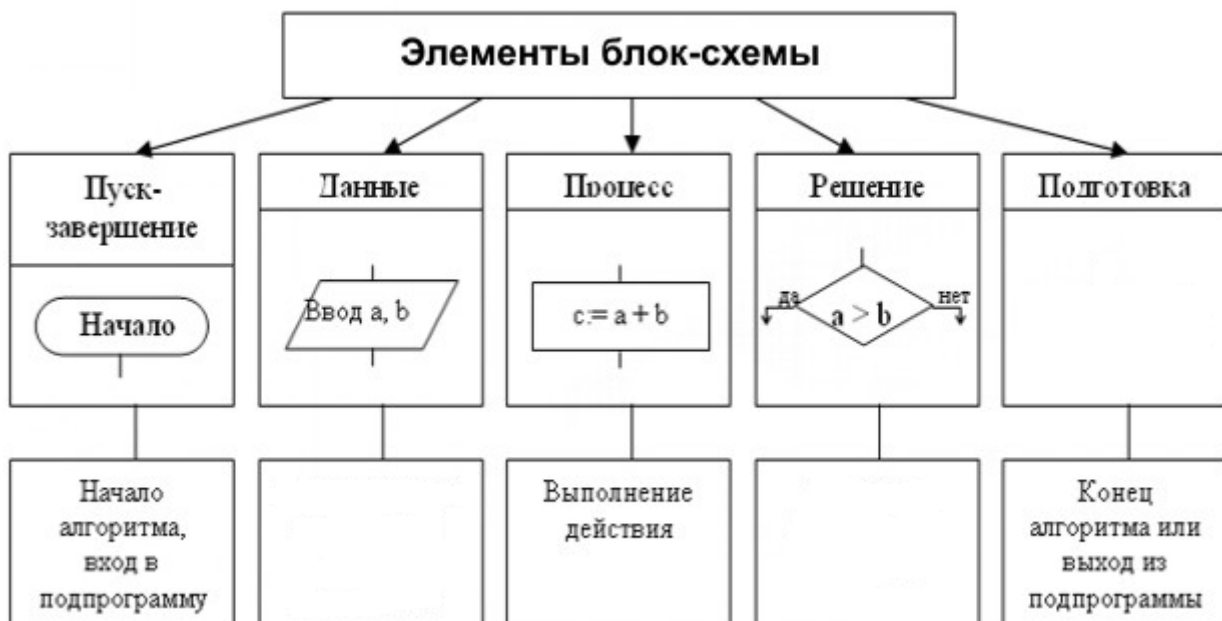 Элементы блок-схемы
Пуск-
завершение
Данные
Процесс
Решение
Подготовка
Начало
Ввод a, b
c:= a + b
да
a > b
нет
Начало
алгоритма,
вход в
подпрограмму
Выполнение
действия
Конец
алгоритма или
выход из
подпрограммы